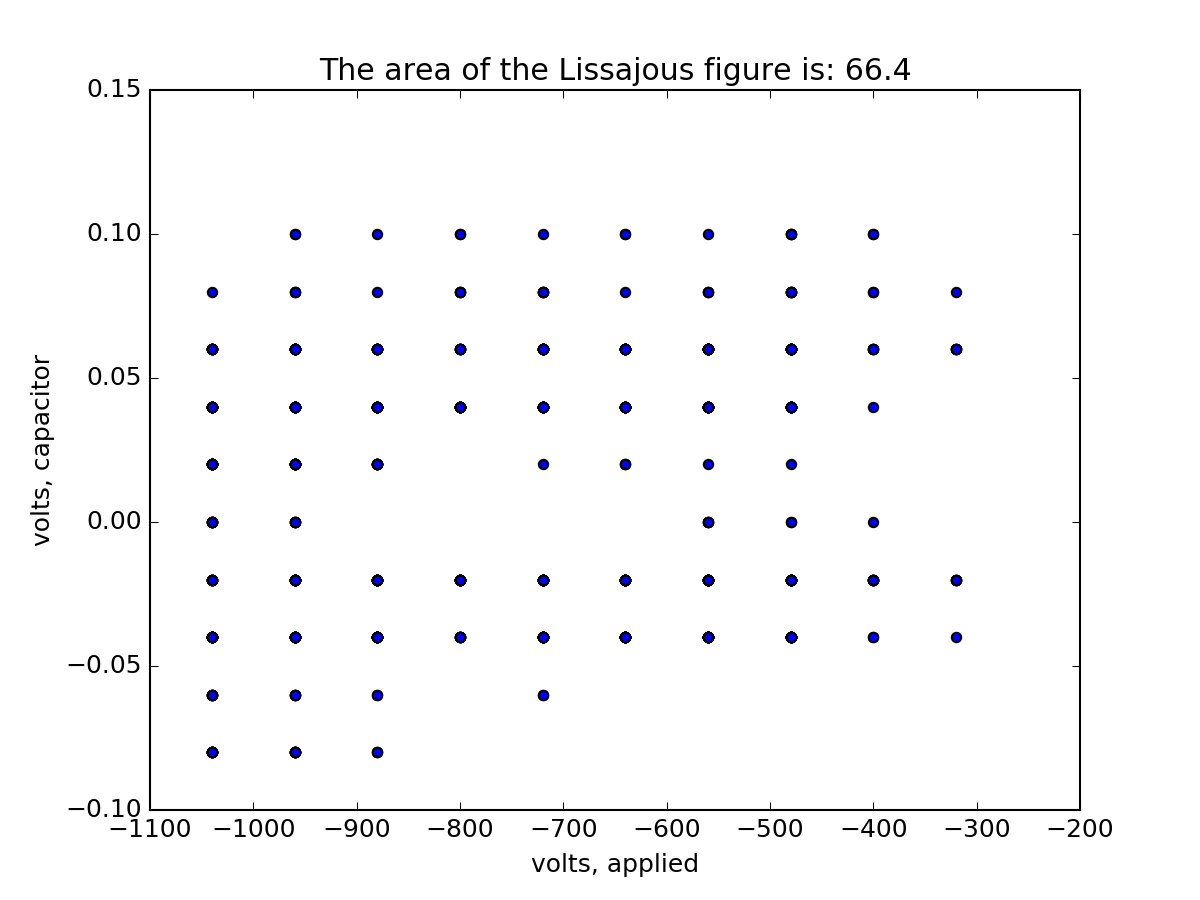 The area of the Lissajous figure is: 66.4
0.15
0.10
0.05
0.00
−0.05
−0.10
volts, capacitor
−1100 −1000 −900 −800 −700 −600 −500 −400 −300 −200
volts, applied